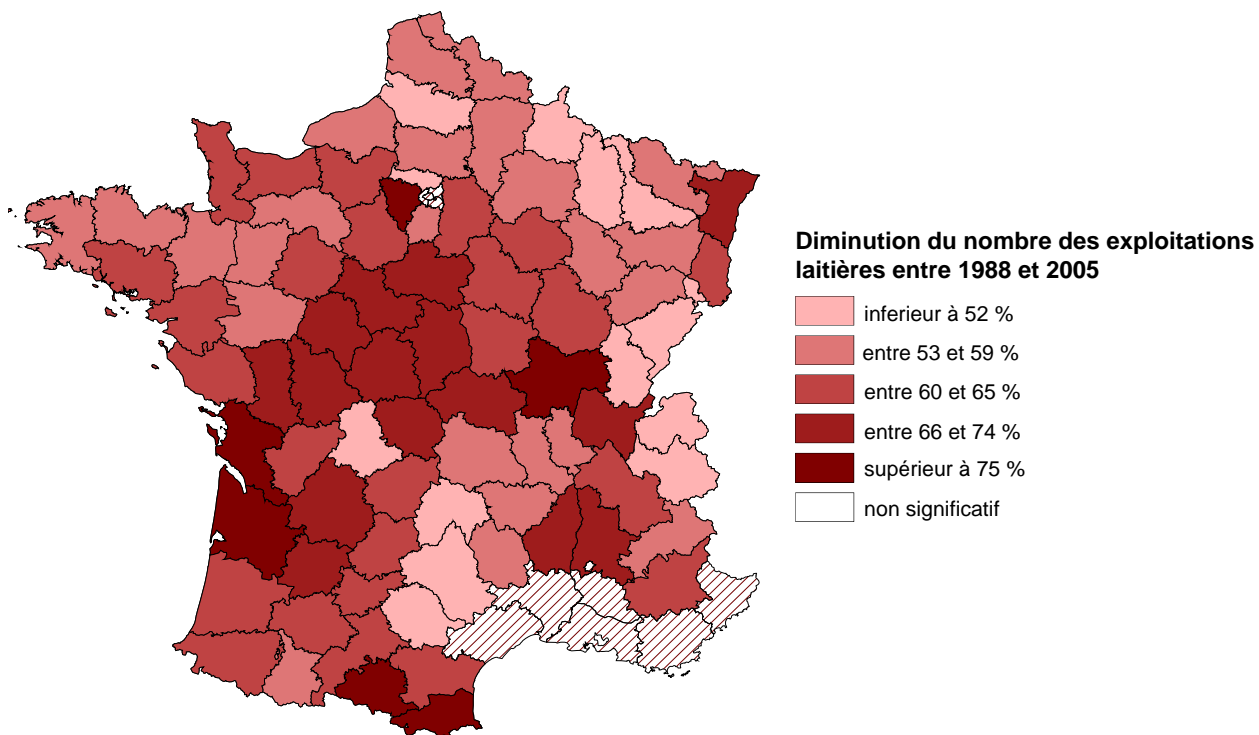 Diminution du nombre des exploitations
laitières entre 1988 et 2005
inferieur à 52 %
entre 53 et 59 %
entre 60 et 65 %
entre 66 et 74 %
supérieur à 75 %
non significatif